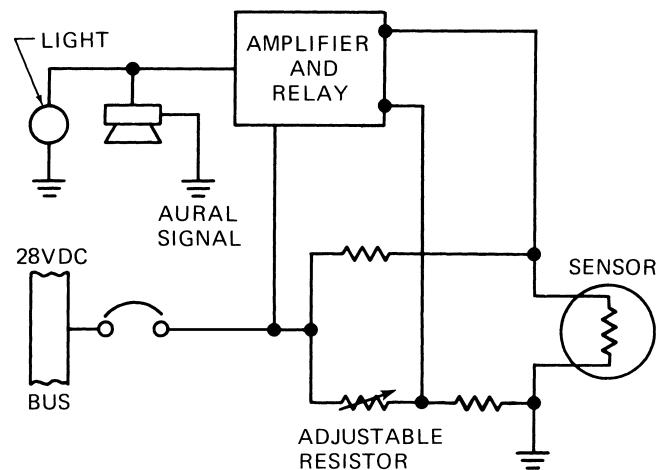 LIGHT
AMPLIFIER
AND
RELAY
AURAL
SIGNAL
28VDC
SENSOR
BUS
ADJUSTABLE
RESISTOR